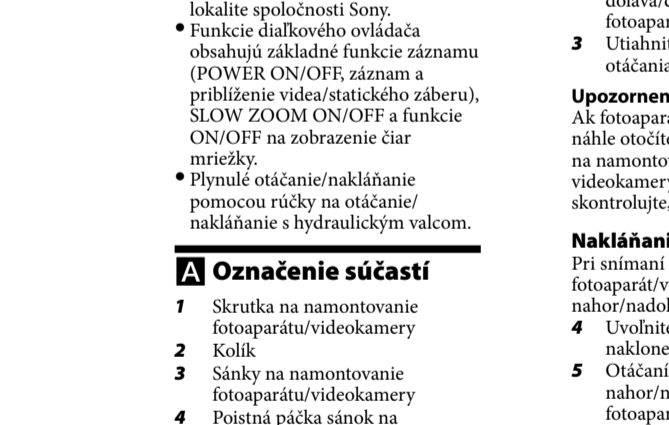 lokalite spoločnosti Sony.
• Funkcie diaľkového ovládača
obsahujú základné funkcie záznamu
(POWER ON/OFF, záznam a
priblíženie videa/statického záberu),
SLOW ZOOM ON/OFF a funkcie
ON/OFF na zobrazenie čiar
mriežky.
• Plynulé otáčanie/nakláňanie
pomocou rúčky na otáčanie/
nakláňanie s hydraulickým valcom.
A Označenie súčastí
1 Skrutka na namontovanie
fotoaparátu/videokamery
2 Kolík
3 Sánky na namontovanie
fotoaparátu/videokamery
4 Poistná páčka sánok na
3 Utiahnit
otáčania
Upozornen
Ak fotoapará
náhle otočíte
na namontov
videokamery
skontrolujte,
Nakláňani
Pri snímaní
fotoaparát/v
nahor/nadol
4 Uvoľnite
naklone
5 Otáčaní
nahor/n
fotoapar